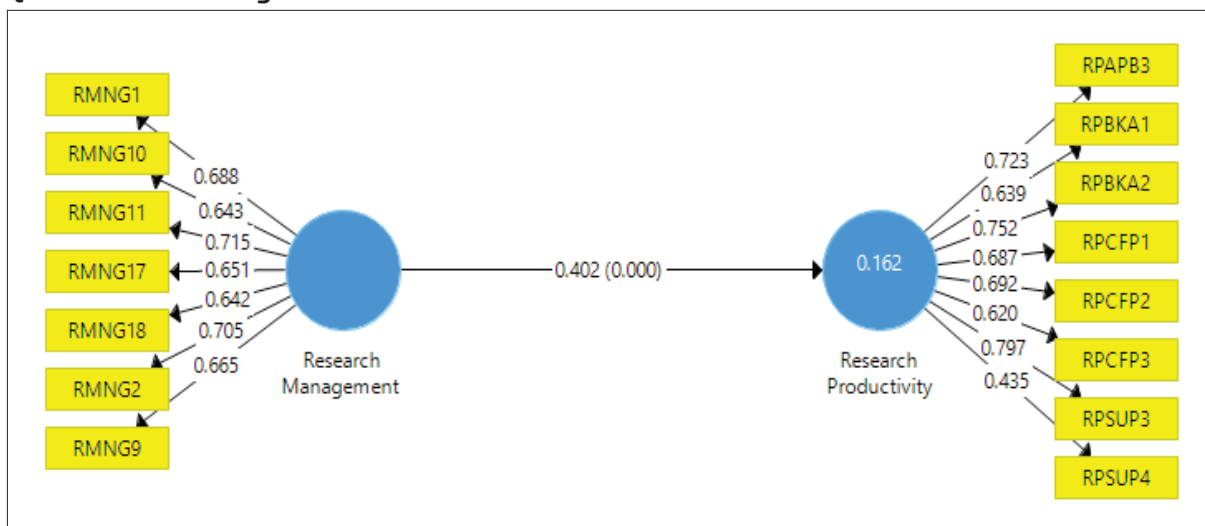 RMNG1
RMNG10
RMNG11
RMNG17
RMNG18
RMNG2
RMNG9
0.688
0.643
0.715
0.651
0.642
0.705
0.665
Research
Management
0.402 (0.000)
0.162
Research
Productivity
0.723
0.639
0.752
0.687
0.692
0.620
0.797
0.435
RPAPB3
RPBKA1
RPBKA2
RPCFP1
RPCFP2
RPCFP3
RPSUP3
RPSUP4